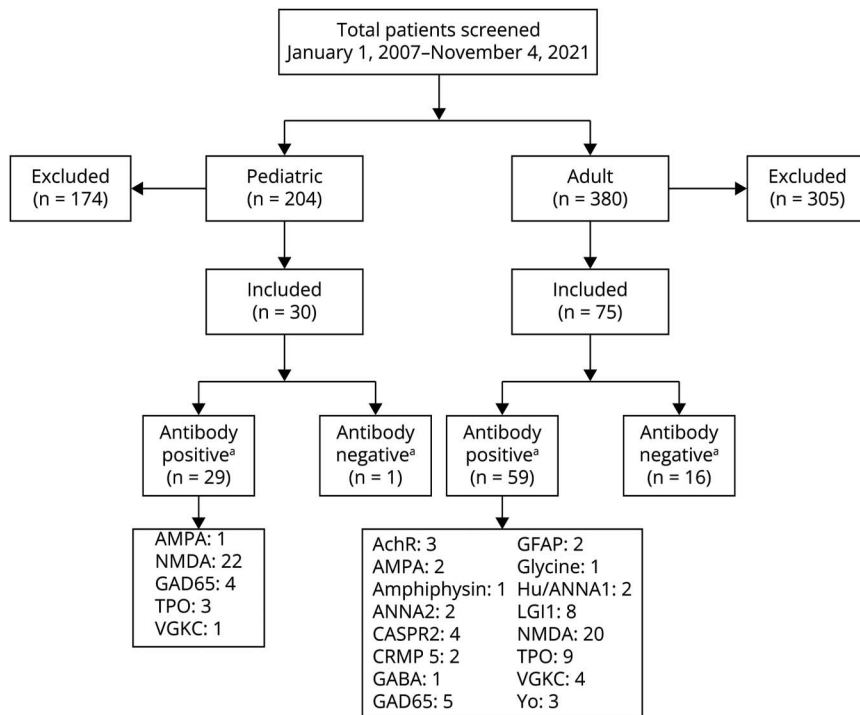 Total patients screened
January 1, 2007–November 4, 2021
Excluded
(n = 174)
Pediatric
(n = 204)
Adult
(n = 380)
Excluded
(n = 305)
Included
(n = 30)
Included
(n = 75)
Antibody
positiveᵃ
(n = 29)
Antibody
negativeᵃ
(n = 1)
Antibody
positiveᵃ
(n = 59)
Antibody
negativeᵃ
(n = 16)
AMPA: 1
NMDA: 22
GAD65: 4
TPO: 3
VGKC: 1
AchR: 3
AMPA: 2
Amphiphysin: 1
ANNA2: 2
CASPR2: 4
CRMP 5: 2
GABA: 1
GAD65: 5
GFAP: 2
Glycine: 1
Hu/ANNA1: 2
LGI1: 8
NMDA: 20
TPO: 9
VGKC: 4
Yo: 3